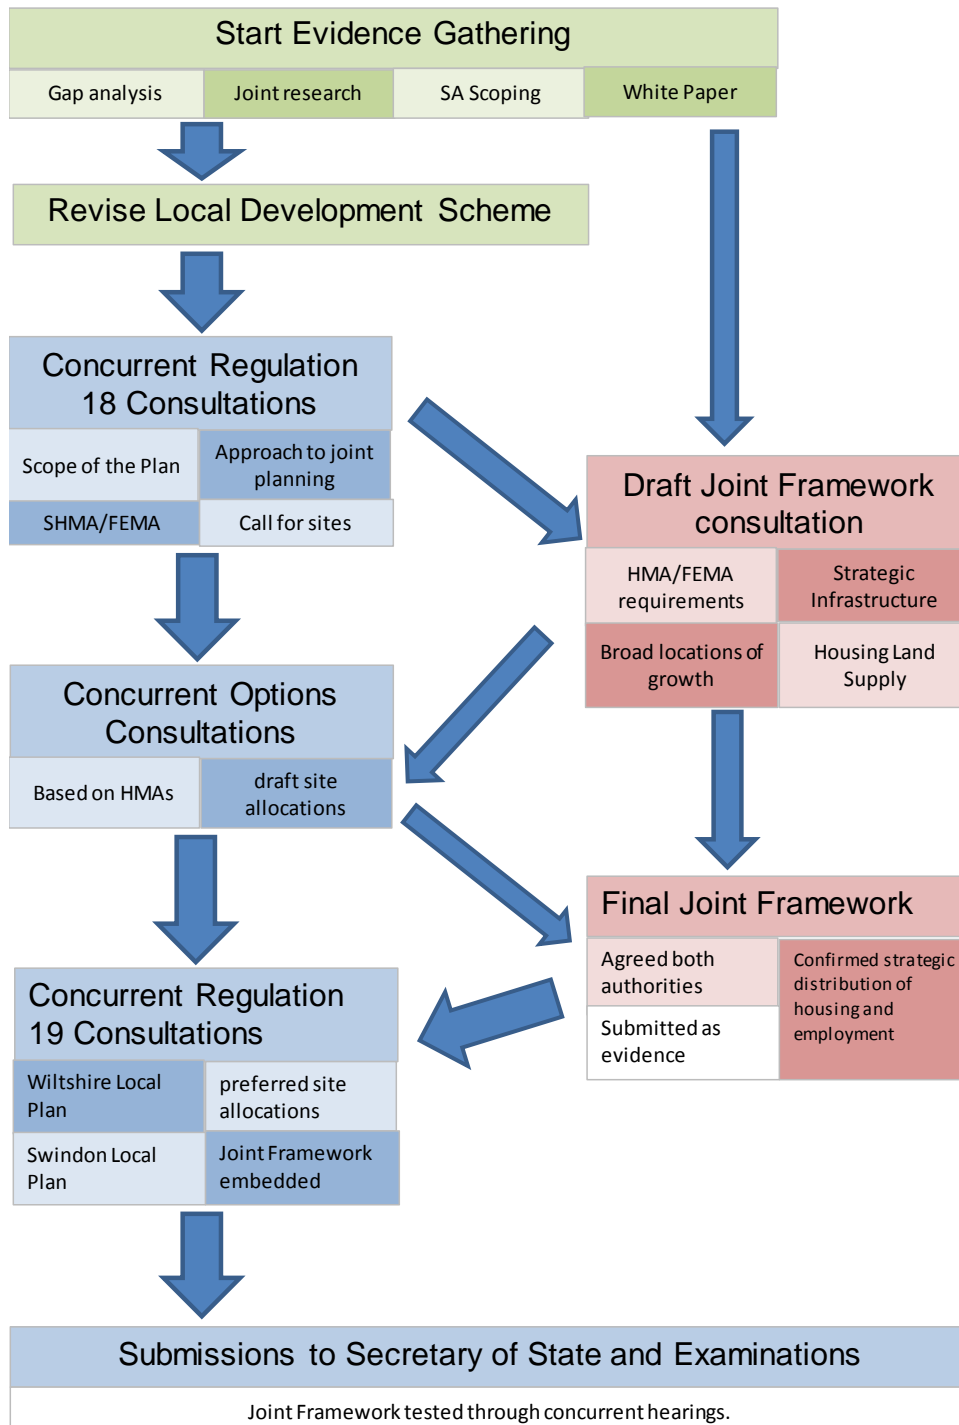 Start Evidence Gathering
Gap analysis
Joint research
SA Scoping
White Paper
Revise Local Development Scheme
Concurrent Regulation
18 Consultations
Scope of the Plan
Approach to joint
planning
SHMA/FEMA
Call for sites
Draft Joint Framework
consultation
HMA/FEMA
requirements
Strategic
Infrastructure
Broad locations of
growth
Housing Land
Supply
Concurrent Options
Consultations
Based on HMAs
draft site
allocations
Final Joint Framework
Agreed both
authorities
Confirmed strategic
distribution of
housing and
employment
Submitted as
evidence
Concurrent Regulation
19 Consultations
Wiltshire Local
Plan
preferred site
allocations
Swindon Local
Plan
Joint Framework
embedded
Submissions to Secretary of State and Examinations
Joint Framework tested through concurrent hearings.